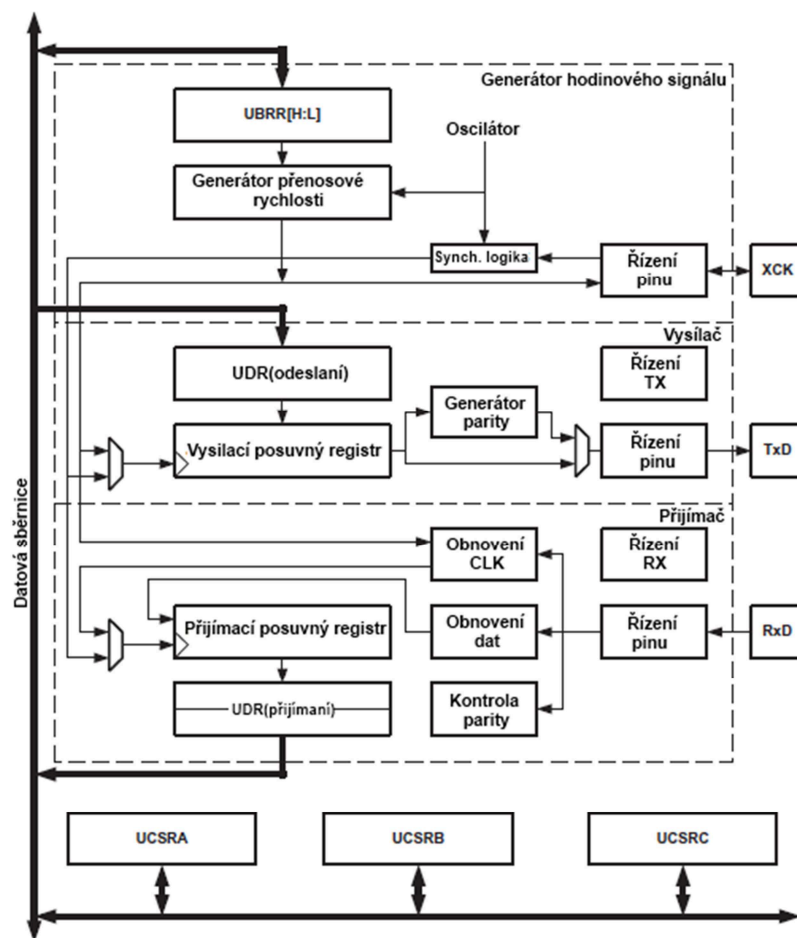 Generátor hodinového signálu
UBRR[H:L]
Oscilátor
Generátor přenosové
rychlosti
Synch. logika
Řízení
pinu
XCK
Vysílač
UDR(odeslaní)
Řízení
TX
Generátor
parity
Vysilací posuvný registr
Řízení
pinu
TxD
Přijímač
Datová sběrnice
Obnovení
CLK
Řízení
RX
Přijímací posuvný registr
Obnovení
dat
Řízení
pinu
RxD
UDR(přijímaní)
Kontrola
parity
UCSRA
UCSRB
UCSRC